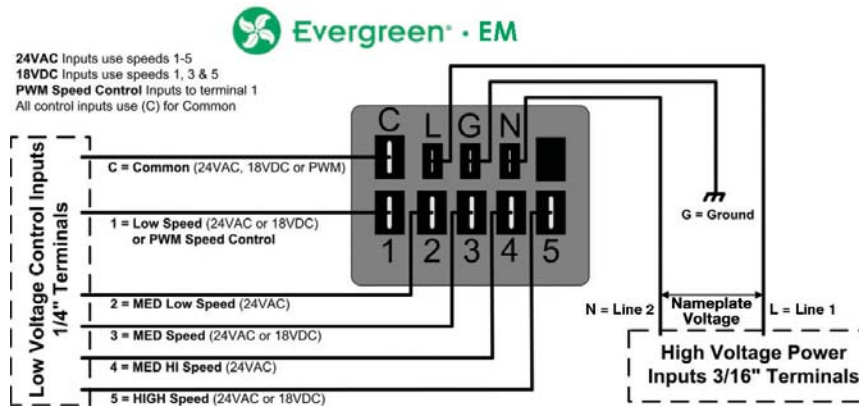 Evergreen® · EM
24VAC Inputs use speeds 1-5
18VDC Inputs use speeds 1, 3 & 5
PWM Speed Control Inputs to terminal 1
All control inputs use (C) for Common
Low Voltage Control Inputs
1/4" Terminals
C L G N
C = Common (24VAC, 18VDC or PWM)
1 = Low Speed (24VAC or 18VDC)
or PWM Speed Control
1 2 3 4 5
2 = MED Low Speed (24VAC)
3 = MED Speed (24VAC or 18VDC)
4 = MED HI Speed (24VAC)
5 = HIGH Speed (24VAC or 18VDC)
G = Ground
N = Line 2
Nameplate
Voltage
L = Line 1
High Voltage Power
Inputs 3/16" Terminals